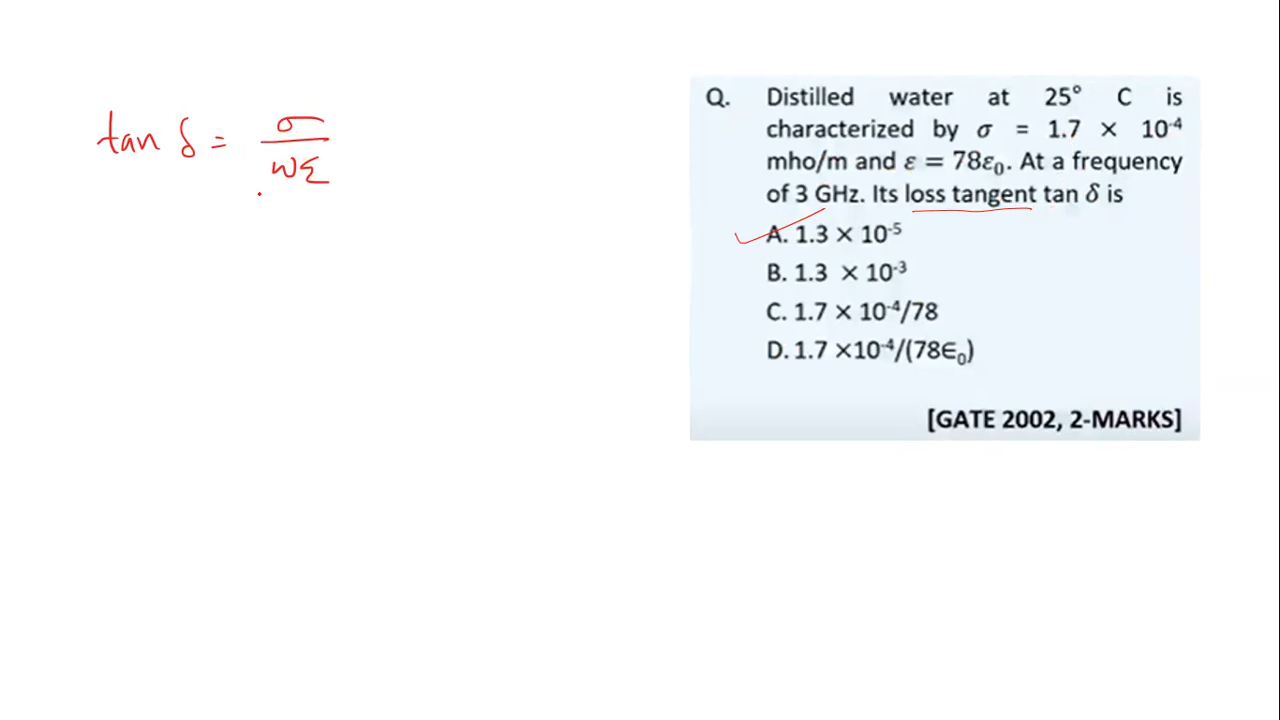 tan δ = σ/ωε
Q. Distilled water at 25° C is
characterized by σ = 1.7 × 10⁻⁴
mho/m and ε = 78ε₀. At a frequency
of 3 GHz. Its loss tangent tan δ is
A. 1.3 × 10⁻⁵
B. 1.3 × 10⁻³
C. 1.7 × 10⁻⁴/78
D. 1.7 ×10⁻⁴/(78∈₀)
[GATE 2002, 2-MARKS]